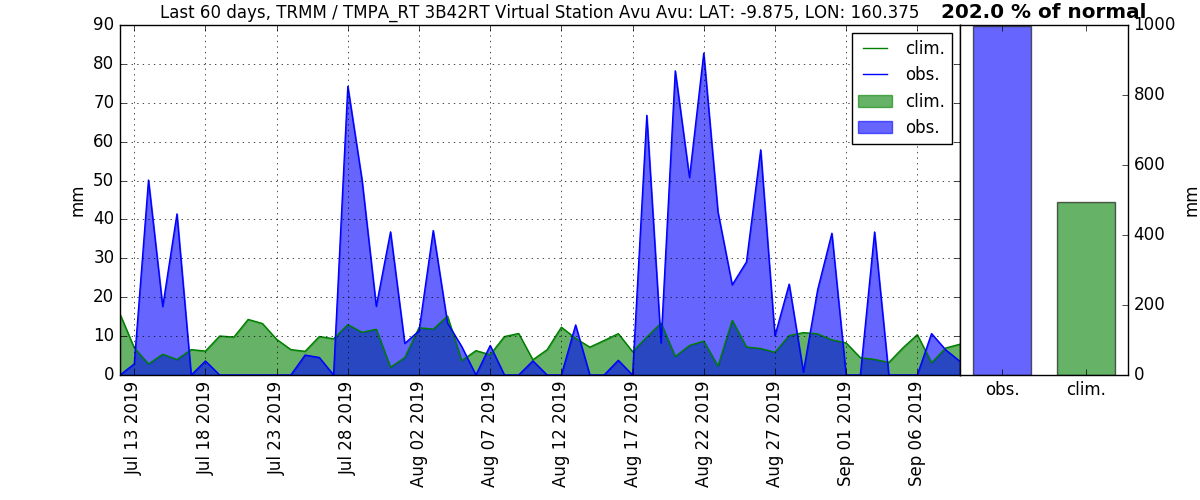 Last 60 days, TRMM / TMPA_RT 3B42RT Virtual Station Avu Avu: LAT: -9.875, LON: 160.375
202.0 % of normal
90
80
70
60
50
40
30
20
10
0
mm
clim.
obs.
clim.
obs.
Jul 13 2019
Jul 18 2019
Jul 23 2019
Jul 28 2019
Aug 02 2019
Aug 07 2019
Aug 12 2019
Aug 17 2019
Aug 22 2019
Aug 27 2019
Sep 01 2019
Sep 06 2019
1000
800
600
400
200
0
mm
obs.
clim.